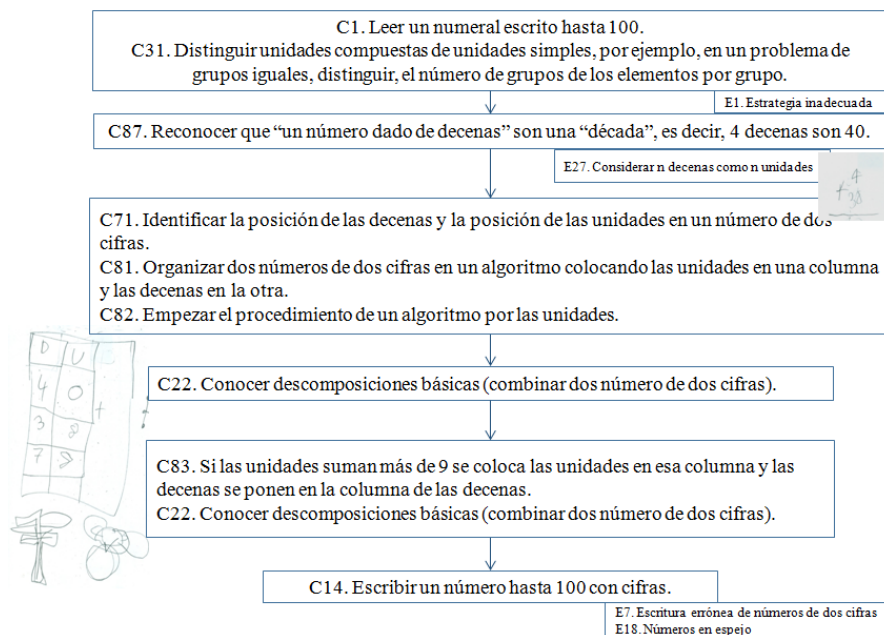 C1. Leer un numeral escrito hasta 100.
C31. Distinguir unidades compuestas de unidades simples, por ejemplo, en un problema de
grupos iguales, distinguir, el número de grupos de los elementos por grupo.
E1. Estrategia inadecuada
C87. Reconocer que “un número dado de decenas” son una “década”, es decir, 4 decenas son 40.
E27. Considerar n decenas como n unidades
4
+ 38
C71. Identificar la posición de las decenas y la posición de las unidades en un número de dos
cifras.
C81. Organizar dos números de dos cifras en un algoritmo colocando las unidades en una columna
y las decenas en la otra.
C82. Empezar el procedimiento de un algoritmo por las unidades.
D U
4 0
+
3 8
7 8
C22. Conocer descomposiciones básicas (combinar dos número de dos cifras).
C83. Si las unidades suman más de 9 se coloca las unidades en esa columna y las
decenas se ponen en la columna de las decenas.
C22. Conocer descomposiciones básicas (combinar dos número de dos cifras).
C14. Escribir un número hasta 100 con cifras.
E7. Escritura errónea de números de dos cifras
E18. Números en espejo